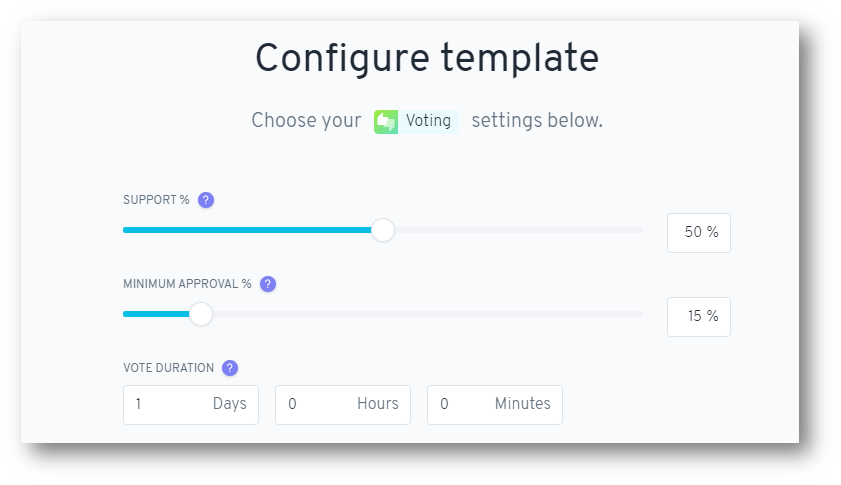 Configure template
Choose your Voting settings below.
SUPPORT % ?
50 %
MINIMUM APPROVAL % ?
15 %
VOTE DURATION ?
1 Days 0 Hours 0 Minutes